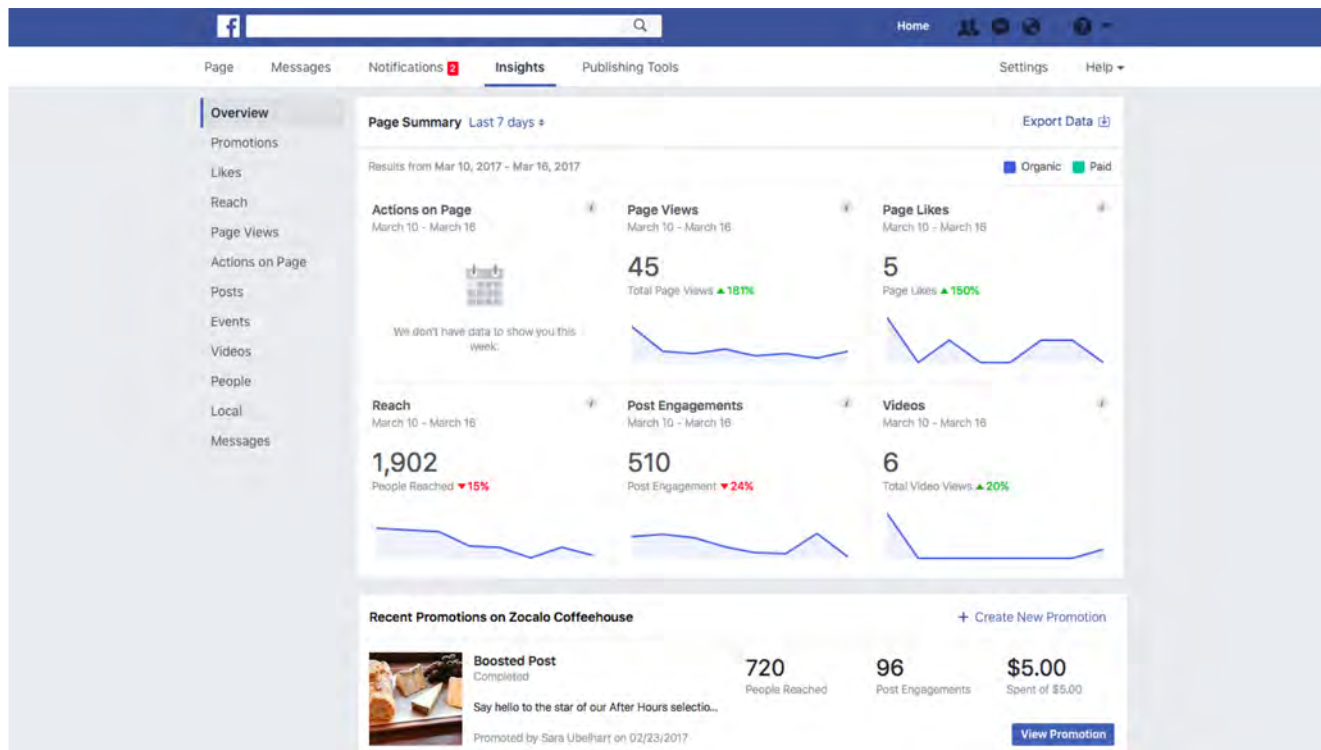 f
Home
Page Messages Notifications 2 Insights Publishing Tools Settings Help
Overview
Promotions
Likes
Reach
Page Views
Actions on Page
Posts
Events
Videos
People
Local
Messages
Page Summary Last 7 days Export Data
Results from Mar 10, 2017 - Mar 16, 2017 Organic Paid
Actions on Page
March 10 - March 16
We don't have data to show you this
week.
Page Views
March 10 - March 16
45
Total Page Views ▲ 181%
Page Likes
March 10 - March 16
5
Page Likes ▲ 150%
Reach
March 10 - March 16
1,902
People Reached ▼ 15%
Post Engagements
March 10 - March 16
510
Post Engagement ▼ 24%
Videos
March 10 - March 16
6
Total Video Views ▲ 20%
Recent Promotions on Zocalo Coffeehouse + Create New Promotion
Boosted Post
Completed
Say hello to the star of our After Hours selectio...
Promoted by Sara Ubelhart on 02/23/2017
720
People Reached
96
Post Engagements
$5.00
Spent of $5.00
View Promotion